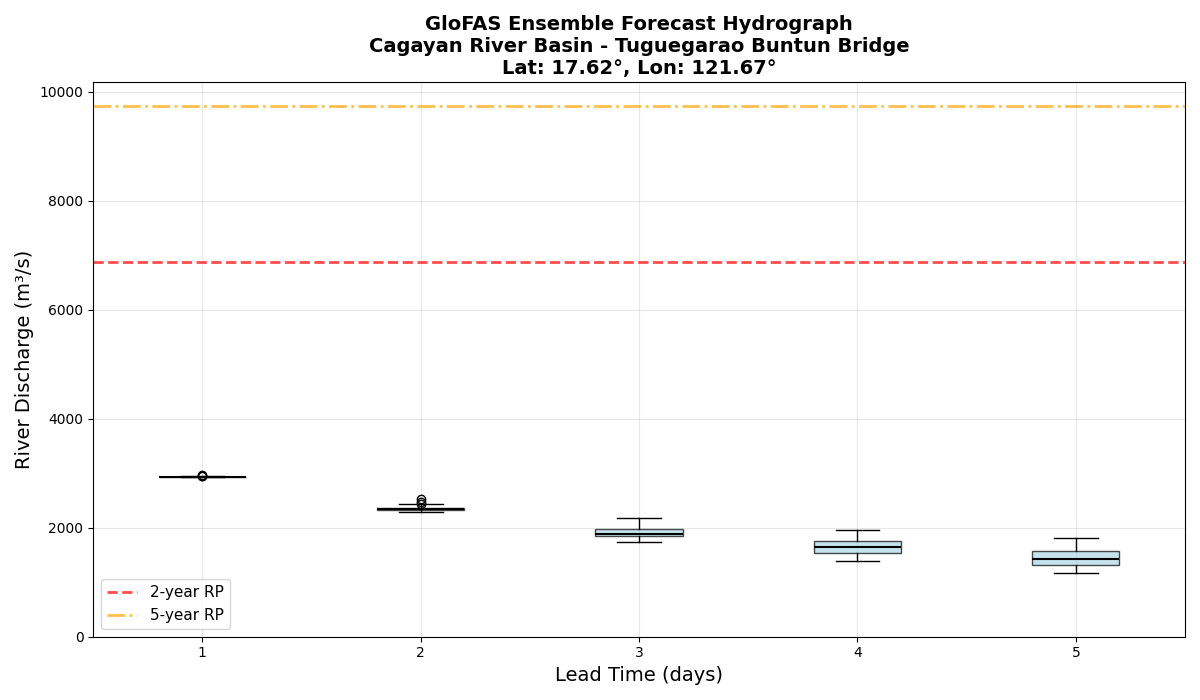 GloFAS Ensemble Forecast Hydrograph
Cagayan River Basin - Tuguegarao Buntun Bridge
Lat: 17.62°, Lon: 121.67°
River Discharge (m³/s)
10000
8000
6000
4000
2000
0
2-year RP
5-year RP
1 2 3 4 5
Lead Time (days)